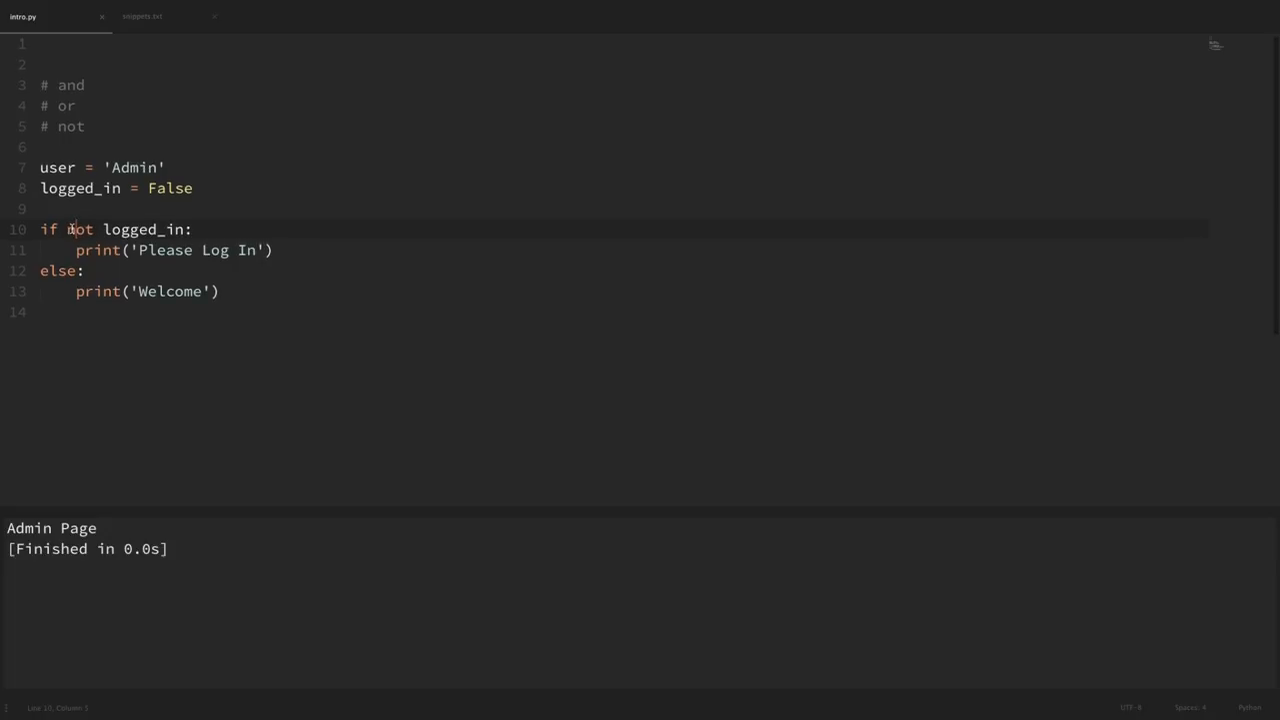 intro.py × snippets.txt ×
1
2
3 # and
4 # or
5 # not
6
7 user = 'Admin'
8 logged_in = False
9
10 if not logged_in:
11     print('Please Log In')
12 else:
13     print('Welcome')
14
Admin Page
[Finished in 0.0s]
Line 10, Column 5 UTF-8 Spaces: 4 Python